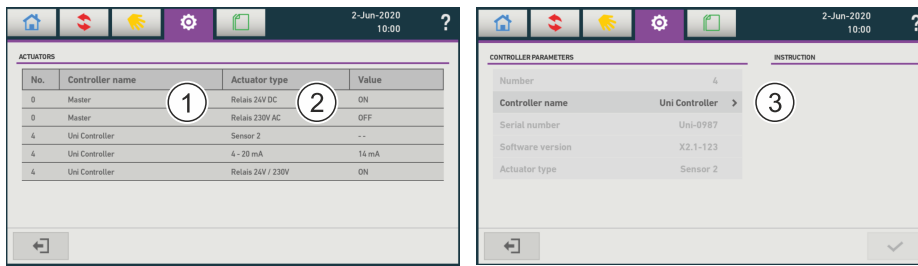 2-Jun-2020
10:00
?
ACTUATORS
No. Controller name Actuator type Value
0 Master Relais 24V DC ON
0 Master Relais 230V AC OFF
4 Uni Controller Sensor 2 --
4 Uni Controller 4 - 20 mA 14 mA
4 Uni Controller Relais 24V / 230V ON
1
2
2-Jun-2020
10:00
?
CONTROLLER PARAMETERS
INSTRUCTION
Number 4
Controller name Uni Controller >
Serial number Uni-0987
Software version X2.1-123
Actuator type Sensor 2
3